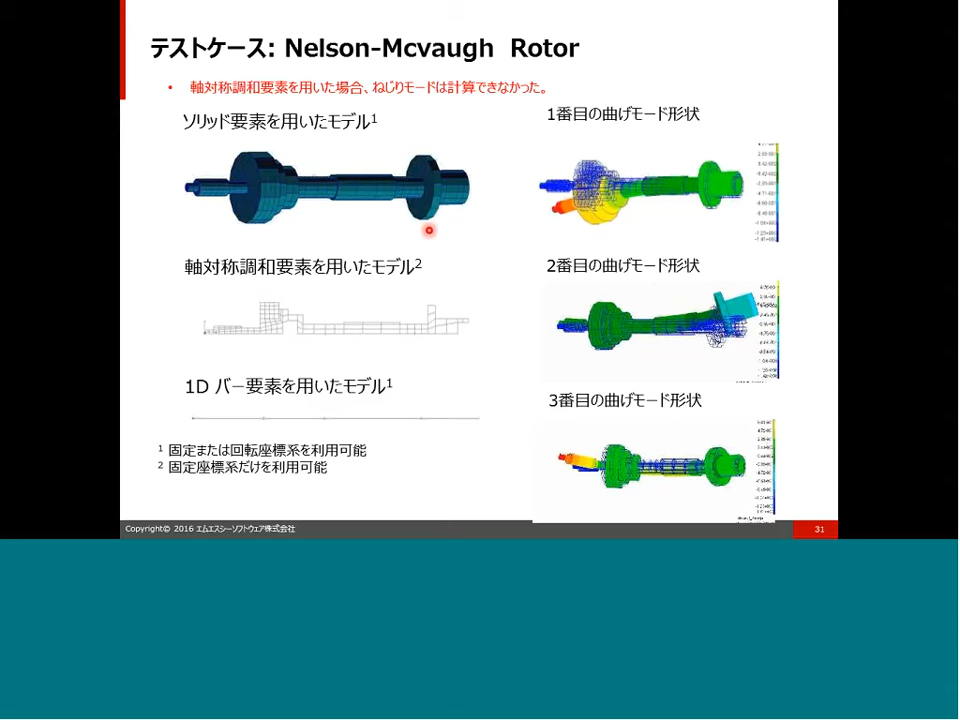 テストケース: Nelson-Mcvaugh Rotor
• 軸対称調和要素を用いた場合、ねじりモードは計算できなかった。
ソリッド要素を用いたモデル1
1番目の曲げモード形状
軸対称調和要素を用いたモデル2
2番目の曲げモード形状
1D バー要素を用いたモデル1
3番目の曲げモード形状
1 固定または回転座標系を利用可能
2 固定座標系だけを利用可能
Copyright© 2016 エムエスシーソフトウェア株式会社
31